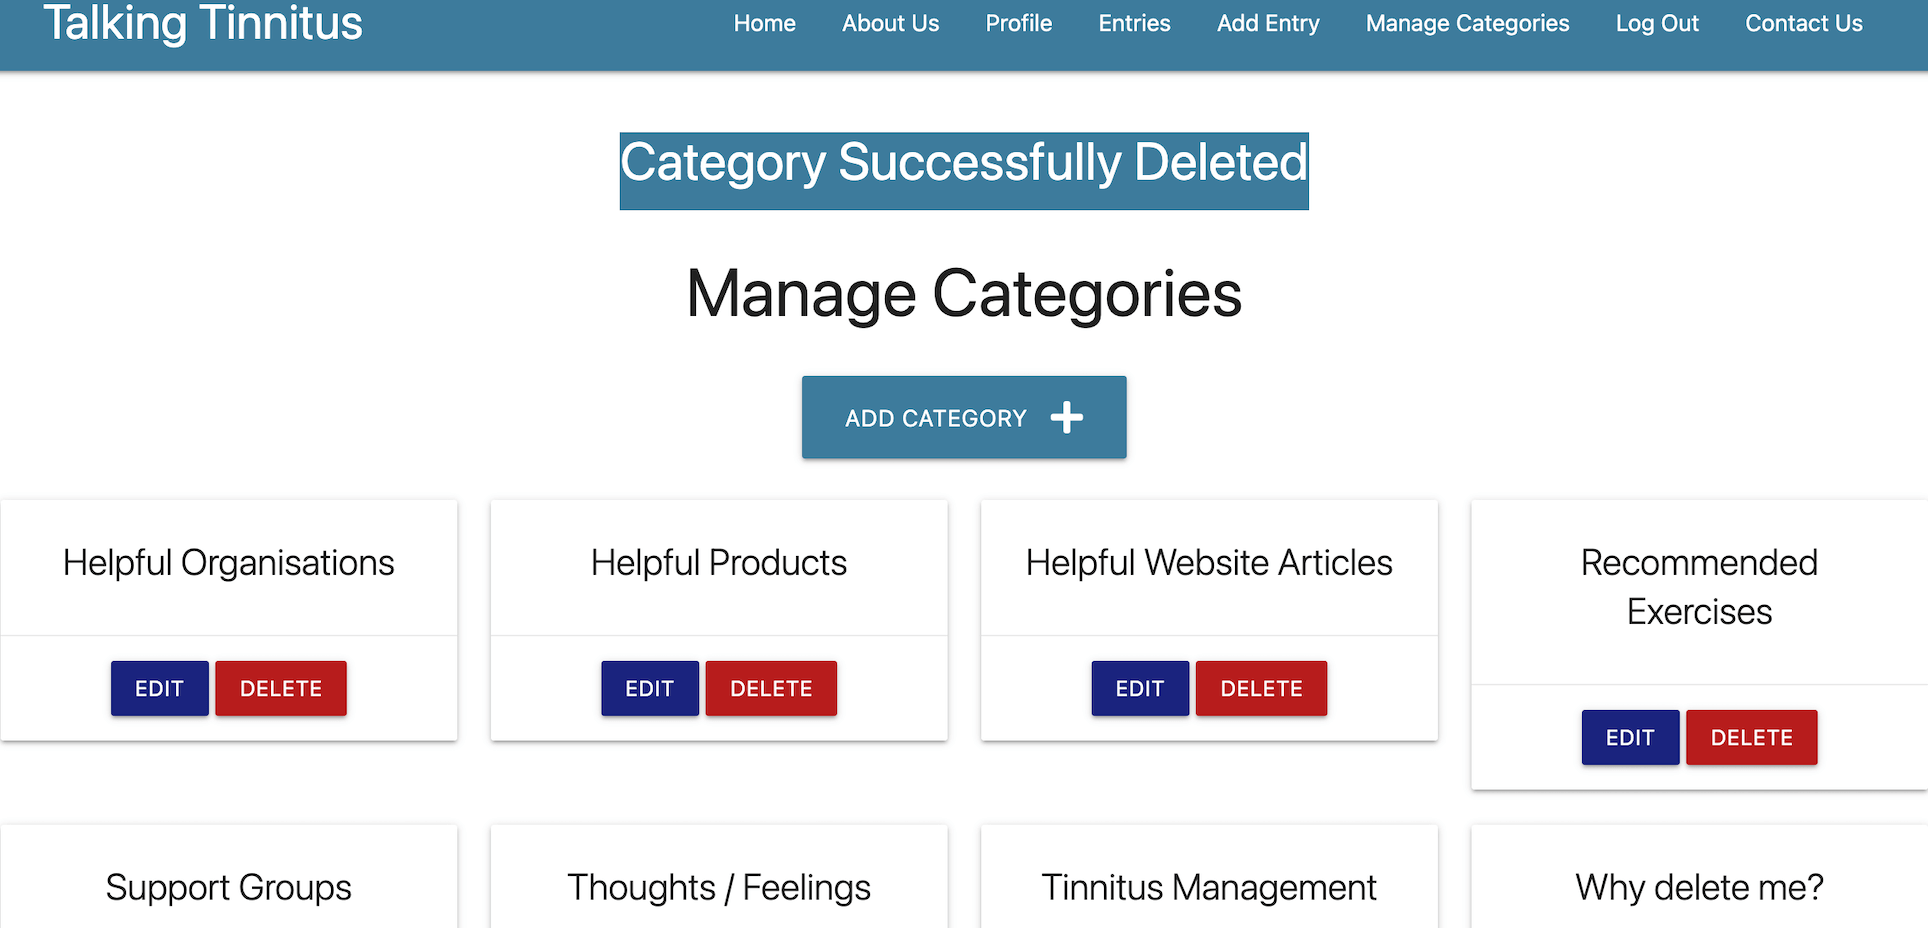 Talking Tinnitus
Home About Us Profile Entries Add Entry Manage Categories Log Out Contact Us
Category Successfully Deleted
Manage Categories
ADD CATEGORY
Helpful Organisations
EDIT DELETE
Helpful Products
EDIT DELETE
Helpful Website Articles
EDIT DELETE
Recommended
Exercises
EDIT DELETE
Support Groups
Thoughts / Feelings
Tinnitus Management
Why delete me?